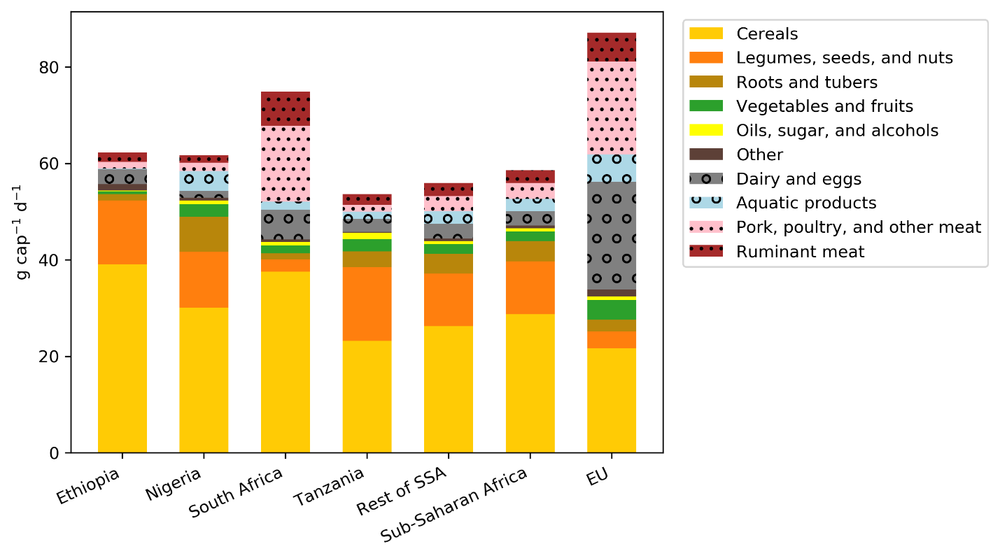 80
60
40
20
0
g cap⁻¹ d⁻¹
Ethiopia
Nigeria
South Africa
Tanzania
Rest of SSA
Sub-Saharan Africa
EU
Cereals
Legumes, seeds, and nuts
Roots and tubers
Vegetables and fruits
Oils, sugar, and alcohols
Other
Dairy and eggs
Aquatic products
Pork, poultry, and other meat
Ruminant meat